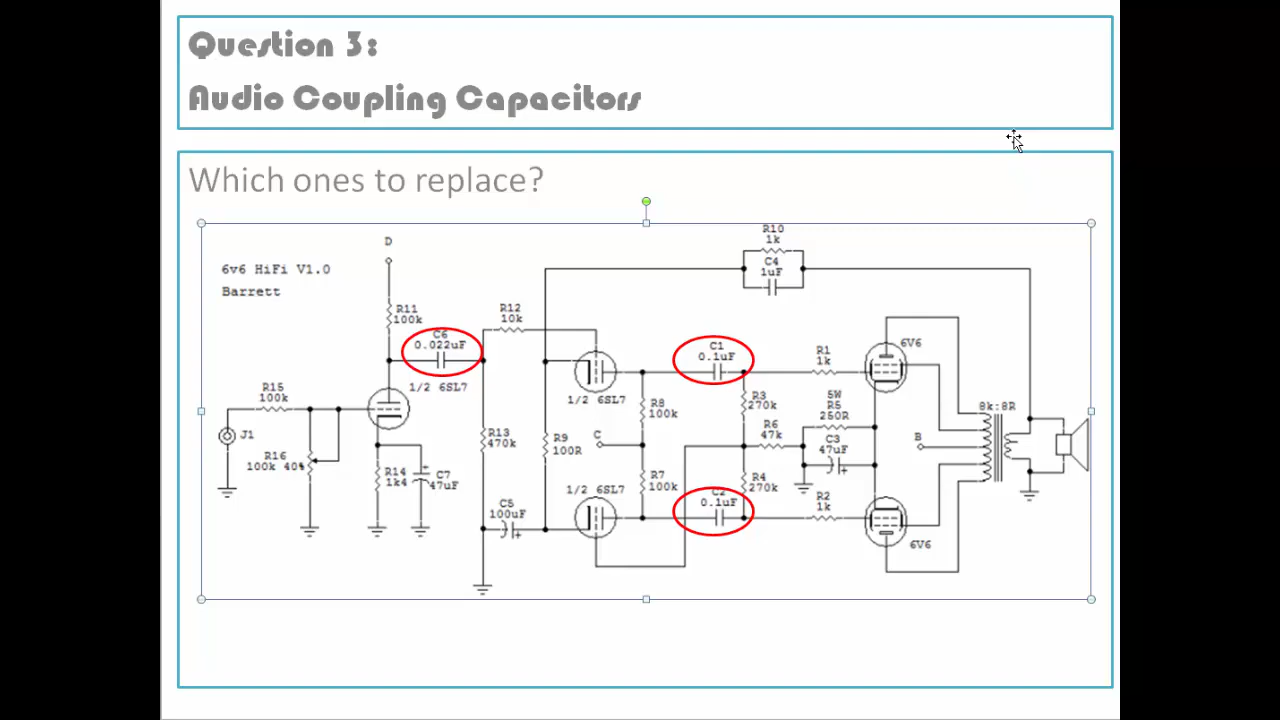 Question 3:
Audio Coupling Capacitors
Which ones to replace?
6v6 HiFi V1.0
Barrett
D
R11
100k
C6
0.022uF
R12
10k
R10
1k
C4
1uF
1/2 6SL7
R15
100k
J1
R16
100k 40%
R14
1k4
C7
47uF
R13
470k
C5
100uF
R9
100R
1/2 6SL7
1/2 6SL7
C
R8
100k
R7
100k
C1
0.1uF
C2
0.1uF
R3
270k
R6
47k
R4
270k
R1
1k
R2
1k
5W
R5
250R
C3
47uF
6V6
6V6
B
8k:8R